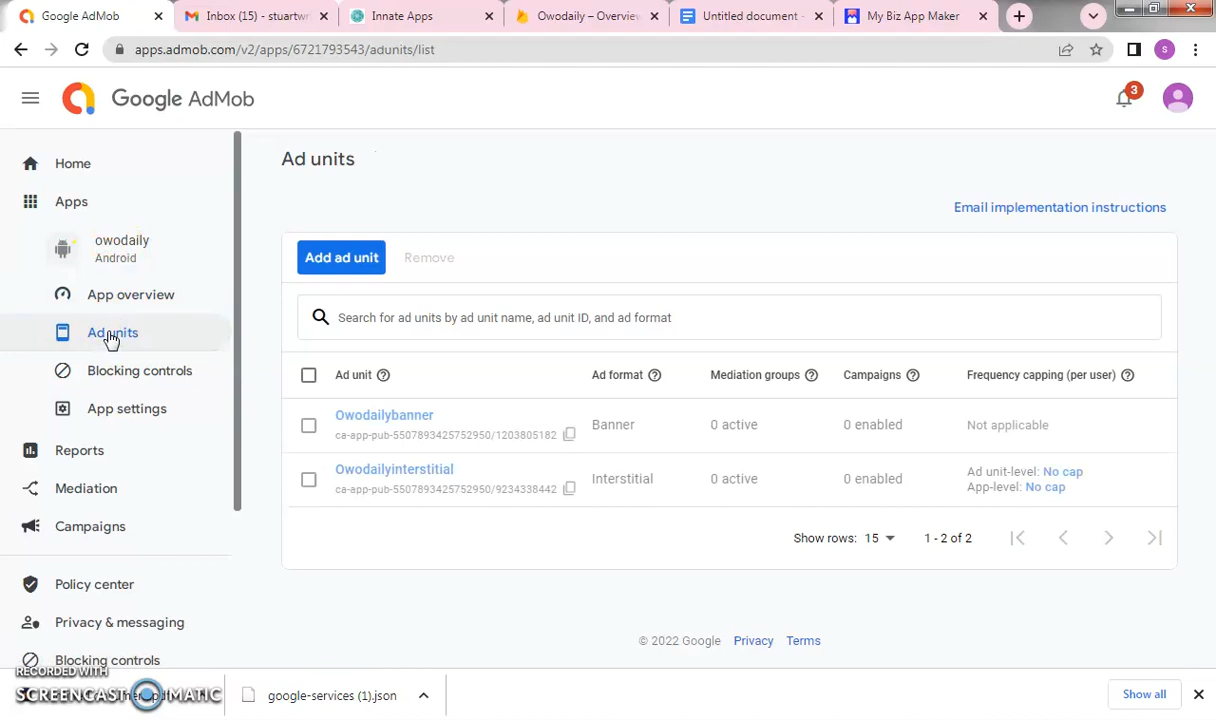 Google AdMob
Inbox (15) - stuartwr
Innate Apps
Owodaily – Overview
Untitled document -
My Biz App Maker
apps.admob.com/v2/apps/6721793543/adunits/list
S
Google AdMob
3
Home
Apps
owodaily
Android
App overview
Ad units
Blocking controls
App settings
Reports
Mediation
Campaigns
Policy center
Privacy & messaging
Blocking controls
Ad units
Email implementation instructions
Add ad unit
Remove
Search for ad units by ad unit name, ad unit ID, and ad format
Ad unit
Ad format
Mediation groups
Campaigns
Frequency capping (per user)
Owodailybanner
ca-app-pub-5507893425752950/1203805182
Banner
0 active
0 enabled
Not applicable
Owodailyinterstitial
ca-app-pub-5507893425752950/9234338442
Interstitial
0 active
0 enabled
Ad unit-level: No cap
App-level: No cap
Show rows: 15
1 - 2 of 2
© 2022 Google
Privacy
Terms
RECORDED WITH
SCREENCAST MATIC
google-services (1).json
Show all